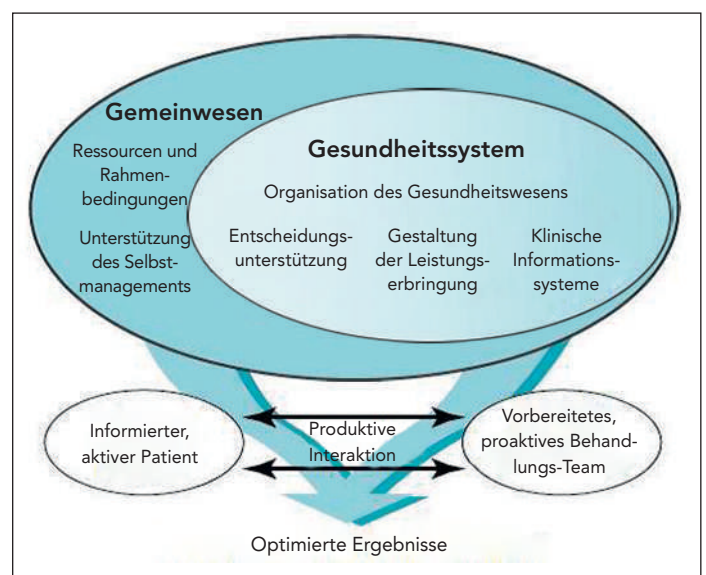 Gemeinwesen
Ressourcen und
Rahmen-
bedingungen
Unterstützung
des Selbst-
managements
Gesundheitssystem
Organisation des Gesundheitswesens
Entscheidungs-
unterstützung
Gestaltung
der Leistungs-
erbringung
Klinische
Informations-
systeme
Informierter,
aktiver Patient
Produktive
Interaktion
Vorbereitetes,
proaktives Behand-
lungs-Team
Optimierte Ergebnisse